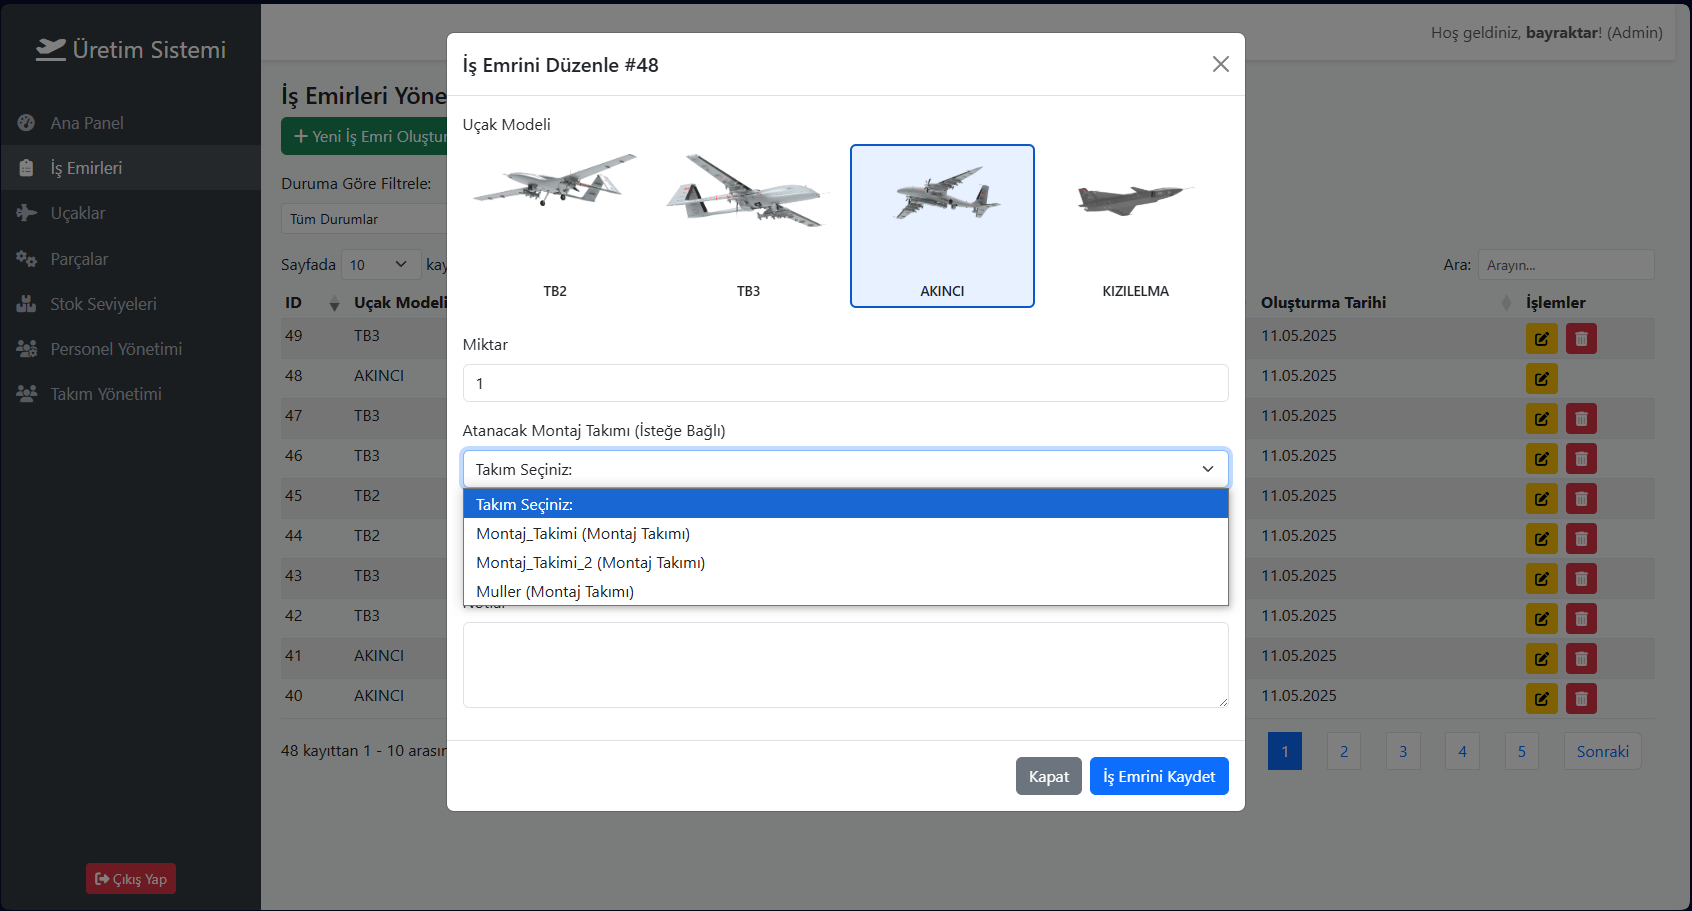 Üretim Sistemi
Ana Panel
İş Emirleri
Uçaklar
Parçalar
Stok Seviyeleri
Personel Yönetimi
Takım Yönetimi
Çıkış Yap
Hoş geldiniz, bayraktar! (Admin)
İş Emirleri Yöne
+ Yeni İş Emri Oluştur
Duruma Göre Filtrele:
Tüm Durumlar
Sayfada 10 kay
Ara: Arayın...
ID Uçak Modeli Oluşturma Tarihi İşlemler
49 TB3 11.05.2025
48 AKINCI 11.05.2025
47 TB3 11.05.2025
46 TB3 11.05.2025
45 TB2 11.05.2025
44 TB2 11.05.2025
43 TB3 11.05.2025
42 TB3 11.05.2025
41 AKINCI 11.05.2025
40 AKINCI 11.05.2025
48 kayıttan 1 - 10 arasır
1 2 3 4 5 Sonraki
İş Emrini Düzenle #48
Uçak Modeli
TB2 TB3 AKINCI KIZILELMA
Miktar
1
Atanacak Montaj Takımı (İsteğe Bağlı)
Takım Seçiniz:
Takım Seçiniz:
Montaj_Takimi (Montaj Takımı)
Montaj_Takimi_2 (Montaj Takımı)
Muller (Montaj Takımı)
Kapat İş Emrini Kaydet